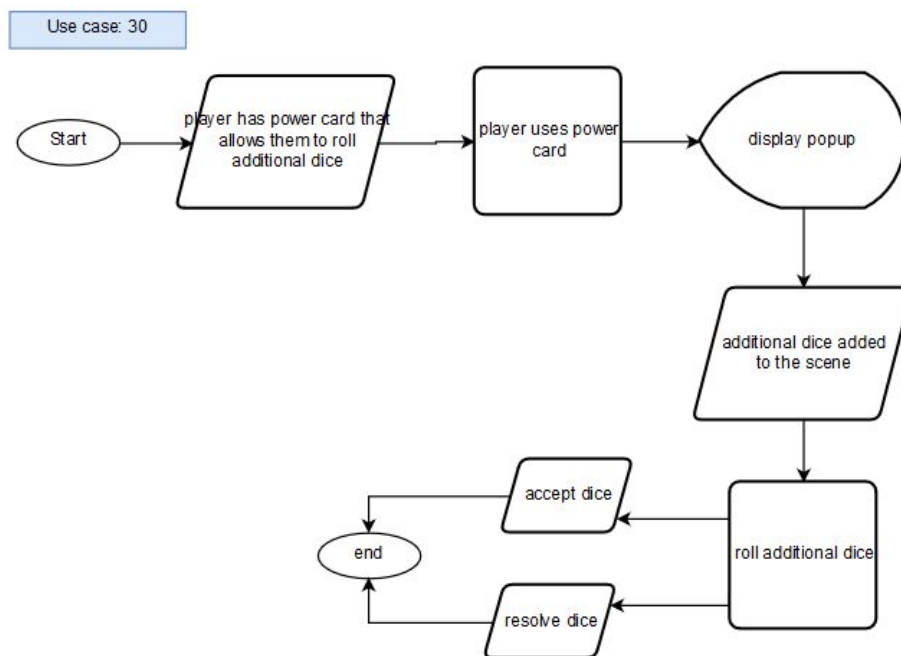 Use case: 30
Start
player has power card that
allows them to roll
additional dice
player uses power
card
display popup
additional dice added
to the scene
roll additional dice
accept dice
resolve dice
end